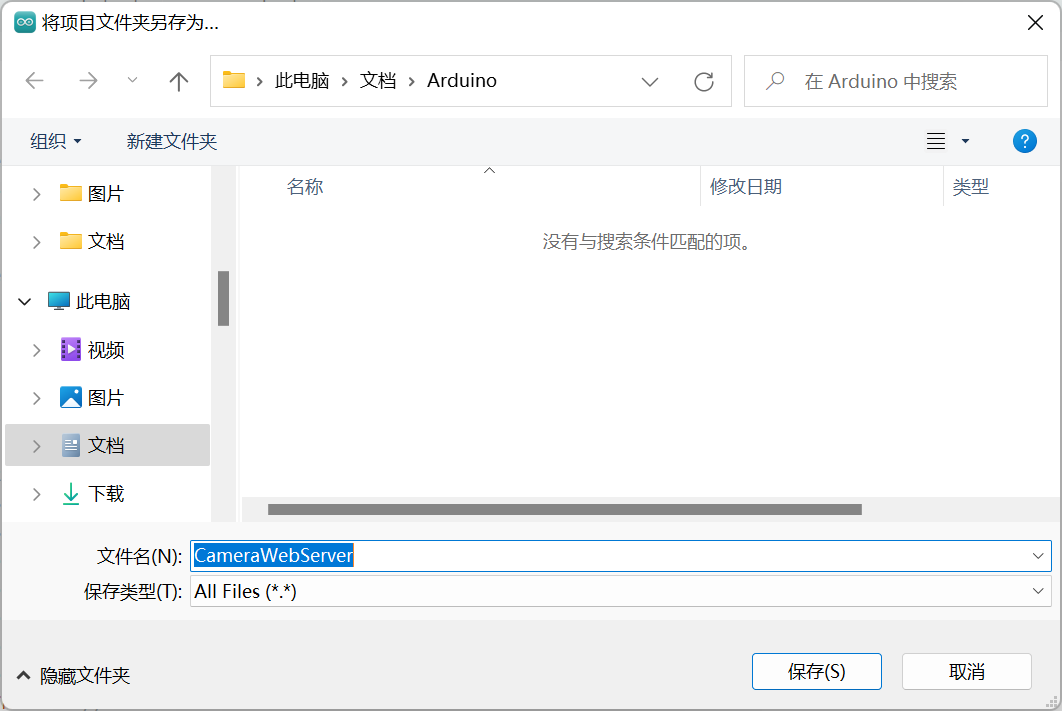 将项目文件夹另存为...
此电脑 文档 Arduino
在 Arduino 中搜索
组织 新建文件夹
名称 修改日期 类型
没有与搜索条件匹配的项。
图片
文档
此电脑
视频
图片
文档
下载
文件名(N): CameraWebServer
保存类型(T): All Files (*.*)
隐藏文件夹
保存(S) 取消